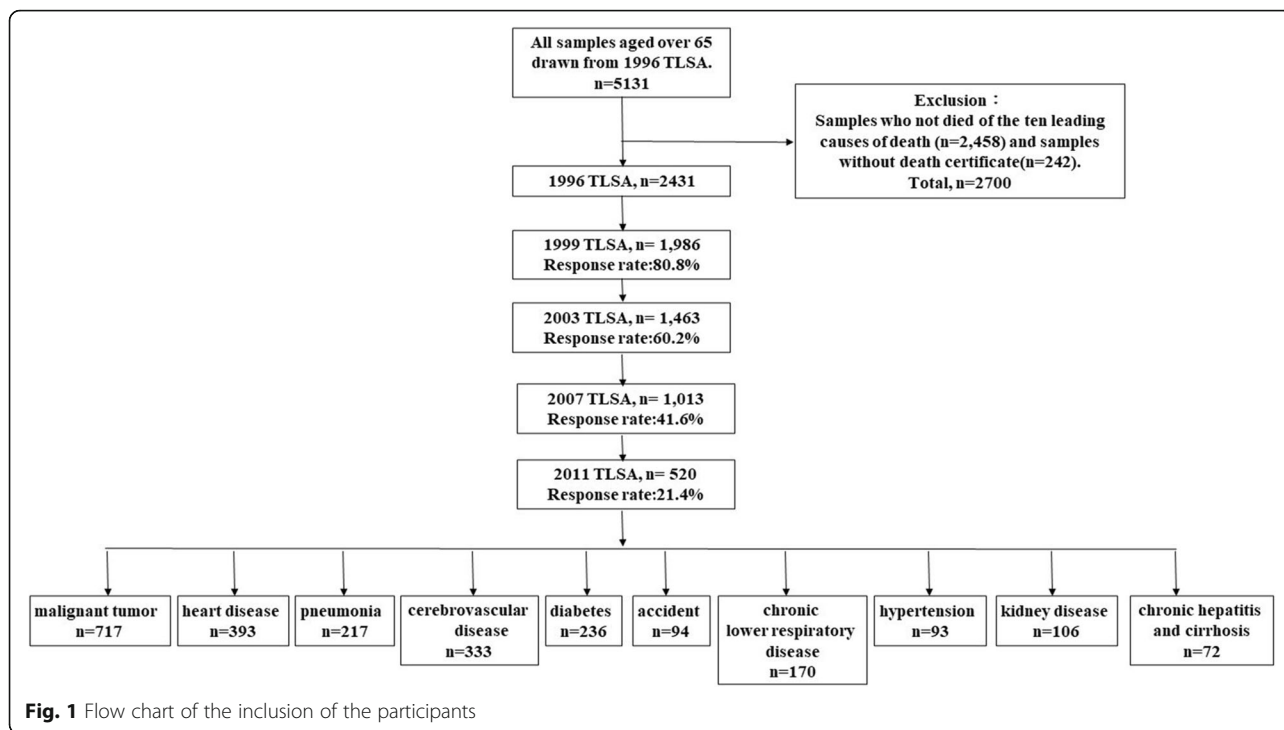 All samples aged over 65
drawn from 1996 TLSA.
n=5131
Exclusion：
Samples who not died of the ten leading
causes of death (n=2,458) and samples
without death certificate(n=242).
Total, n=2700
1996 TLSA, n=2431
1999 TLSA, n= 1,986
Response rate:80.8%
2003 TLSA, n= 1,463
Response rate:60.2%
2007 TLSA, n= 1,013
Response rate:41.6%
2011 TLSA, n= 520
Response rate:21.4%
malignant tumor
n=717
heart disease
n=393
pneumonia
n=217
cerebrovascular
disease
n=333
diabetes
n=236
accident
n=94
chronic
lower respiratory
disease
n=170
hypertension
n=93
kidney disease
n=106
chronic hepatitis
and cirrhosis
n=72
Fig. 1 Flow chart of the inclusion of the participants